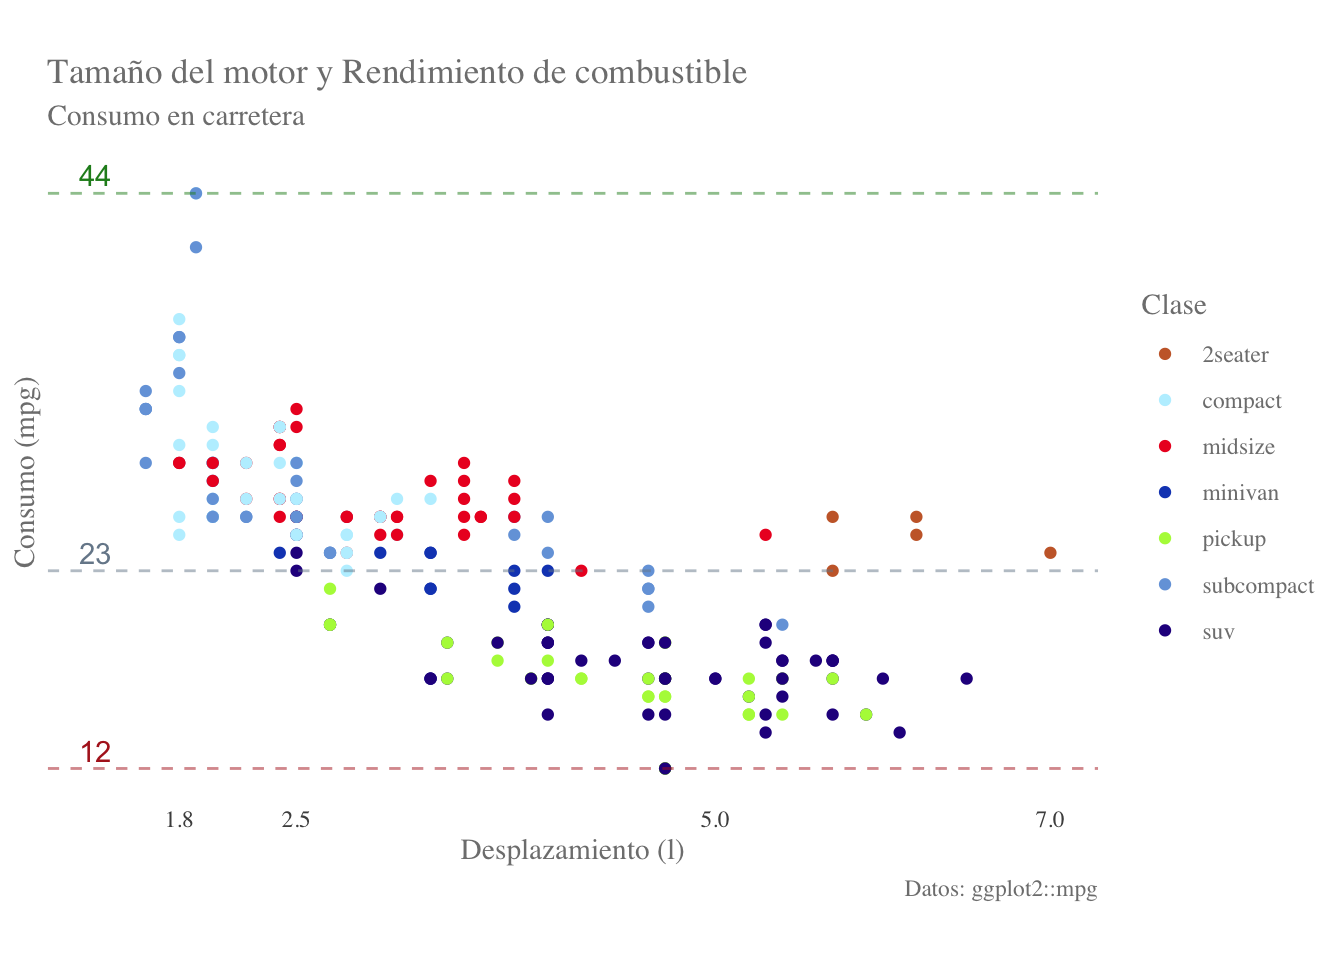 Tamaño del motor y Rendimiento de combustible
Consumo en carretera
44
23
12
Consumo (mpg)
1.8 2.5 5.0 7.0
Desplazamiento (l)
Clase
2seater
compact
midsize
minivan
pickup
subcompact
suv
Datos: ggplot2::mpg